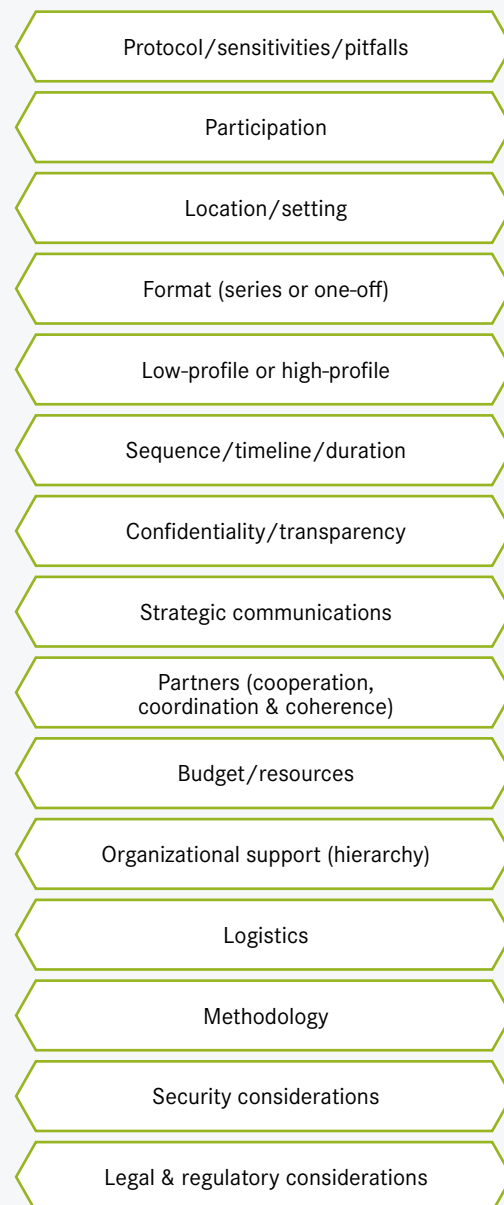 Protocol/sensitivities/pitfalls
Participation
Location/setting
Format (series or one-off)
Low-profile or high-profile
Sequence/timeline/duration
Confidentiality/transparency
Strategic communications
Partners (cooperation,
coordination & coherence)
Budget/resources
Organizational support (hierarchy)
Logistics
Methodology
Security considerations
Legal & regulatory considerations